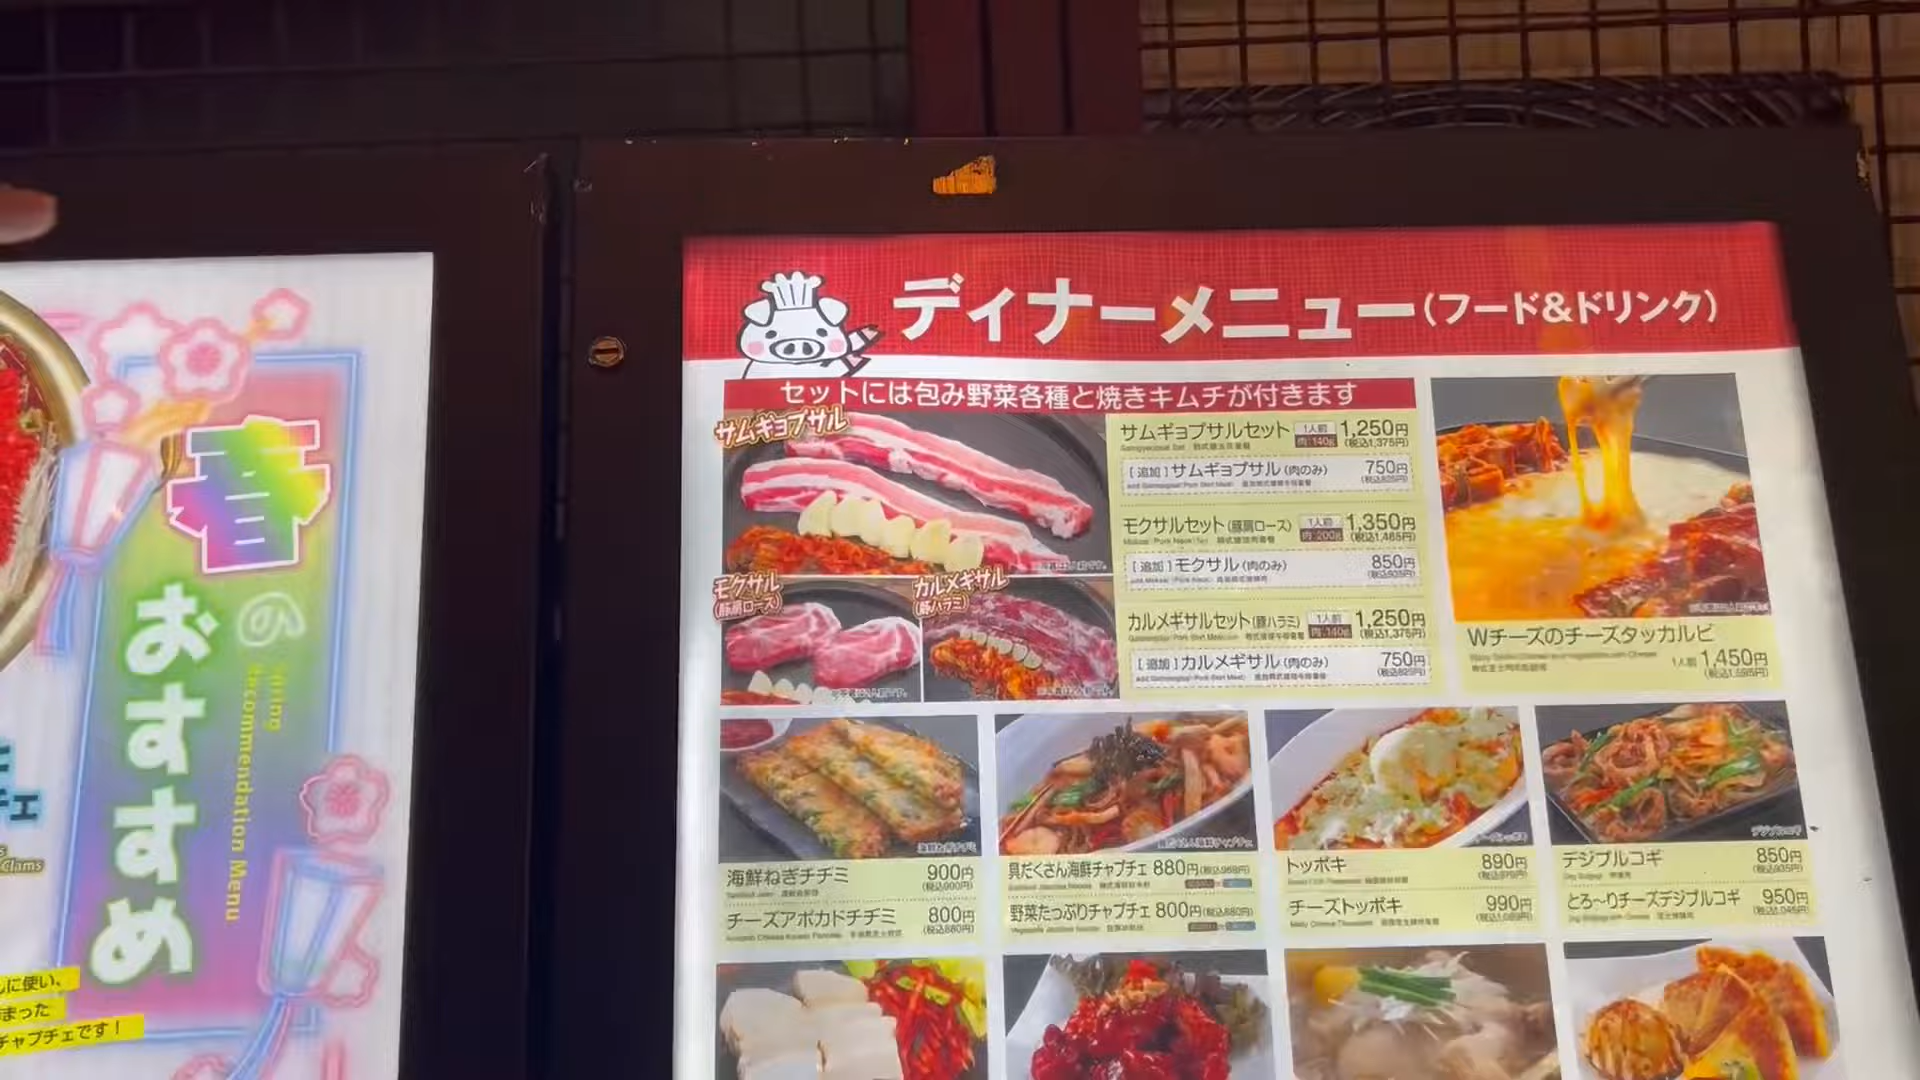 春
の
おすすめ
Recommendation Menu
Clams
に使い、
まった
チャプチェです！
ディナーメニュー(フード&ドリンク)
セットには包み野菜各種と焼きキムチが付きます
サムギョプサル
モクサル
(豚肩ロース)
カルメギサル
(豚ハラミ)
サムギョプサルセット 1人前 肉:140g 1,250円
(税込1,375円)
[追加]サムギョプサル(肉のみ) 750円
(税込825円)
モクサルセット(豚肩ロース) 1人前 肉:200g 1,350円
(税込1,485円)
[追加]モクサル(肉のみ) 850円
(税込935円)
カルメギサルセット(豚ハラミ) 1人前 肉:140g 1,250円
(税込1,375円)
[追加]カルメギサル(肉のみ) 750円
(税込825円)
Wチーズのチーズタッカルビ
1人前 1,450円
(税込1,595円)
海鮮ねぎチヂミ 900円
(税込990円)
チーズアボカドチヂミ 800円
(税込880円)
具だくさん海鮮チャプチェ 880円(税込968円)
野菜たっぷりチャプチェ 800円(税込880円)
トッポキ 890円
(税込979円)
チーズトッポキ 990円
(税込1,089円)
デジプルコギ 850円
(税込935円)
とろ〜りチーズデジプルコギ 950円
(税込1,045円)